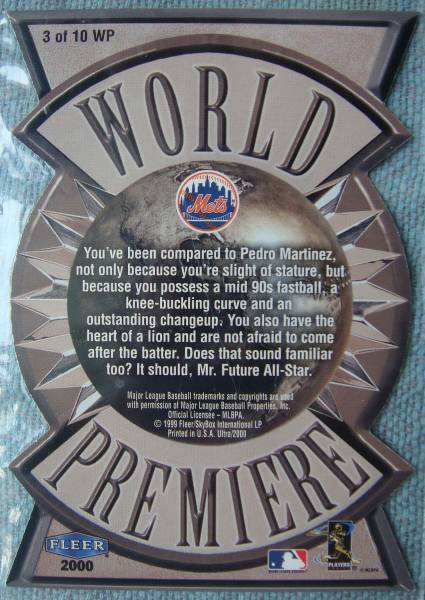 3 of 10 WP
WORLD
Mets
You've been compared to Pedro Martinez,
not only because you're slight of stature, but
because you possess a mid 90s fastball, a
knee-buckling curve and an
outstanding changeup. You also have the
heart of a lion and are not afraid to come
after the batter. Does that sound familiar
too? It should, Mr. Future All-Star.
Major League Baseball trademarks and copyrights are used
with permission of Major League Baseball Properties, Inc.
Official Licensee - MLBPA.
© 1999 Fleer/SkyBox International LP
Printed in U.S.A. Ultra/2000
PREMIERE
FLEER
2000
PLAYERS